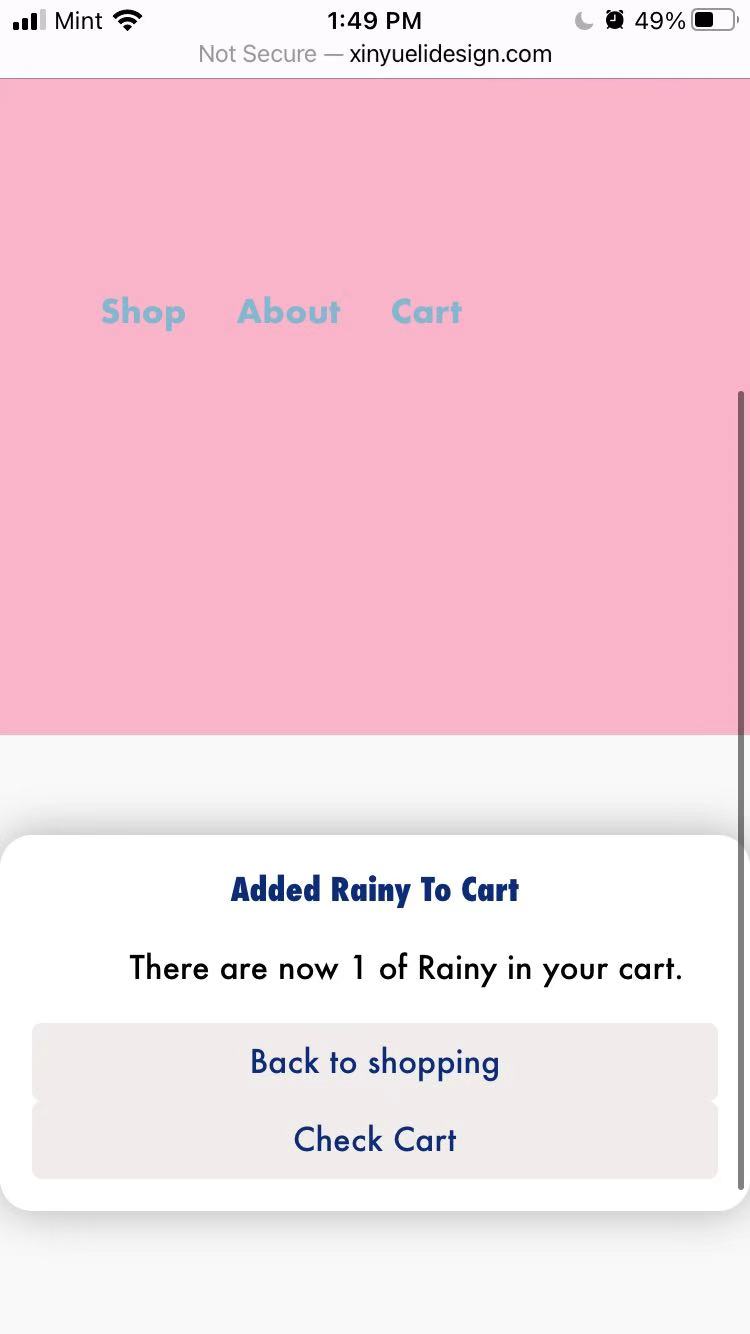 Mint 1:49 PM 49%
Not Secure — xinyuelidesign.com
Shop About Cart
Added Rainy To Cart
There are now 1 of Rainy in your cart.
Back to shopping
Check Cart